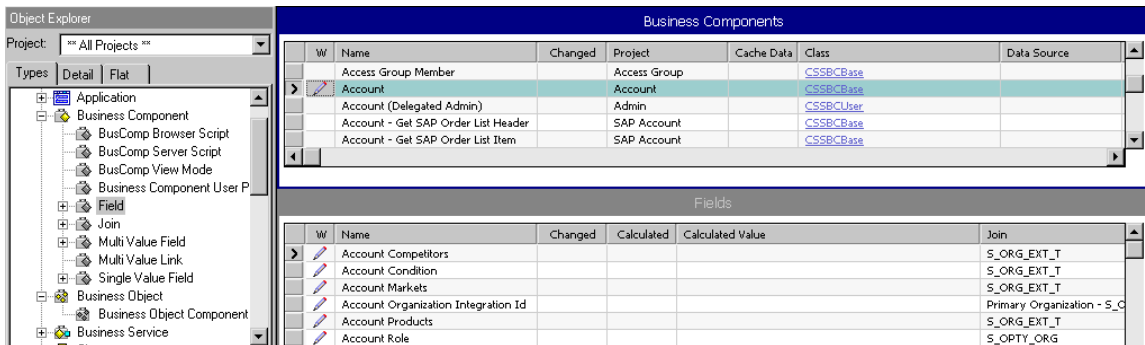 Object Explorer
Project: ** All Projects **
Types Detail Flat
Application
Business Component
BusComp Browser Script
BusComp Server Script
BusComp View Mode
Business Component User P
Field
Join
Multi Value Field
Multi Value Link
Single Value Field
Business Object
Business Object Component
Business Service
Business Components
W Name Changed Project Cache Data Class Data Source
Access Group Member Access Group CSSBCBase
Account Account CSSBCBase
Account (Delegated Admin) Admin CSSBCUser
Account - Get SAP Order List Header SAP Account CSSBCBase
Account - Get SAP Order List Item SAP Account CSSBCBase
Fields
W Name Changed Calculated Calculated Value Join
Account Competitors S_ORG_EXT_T
Account Condition S_ORG_EXT_T
Account Markets S_ORG_EXT_T
Account Organization Integration Id Primary Organization - S_O
Account Products S_ORG_EXT_T
Account Role S_OPTY_ORG